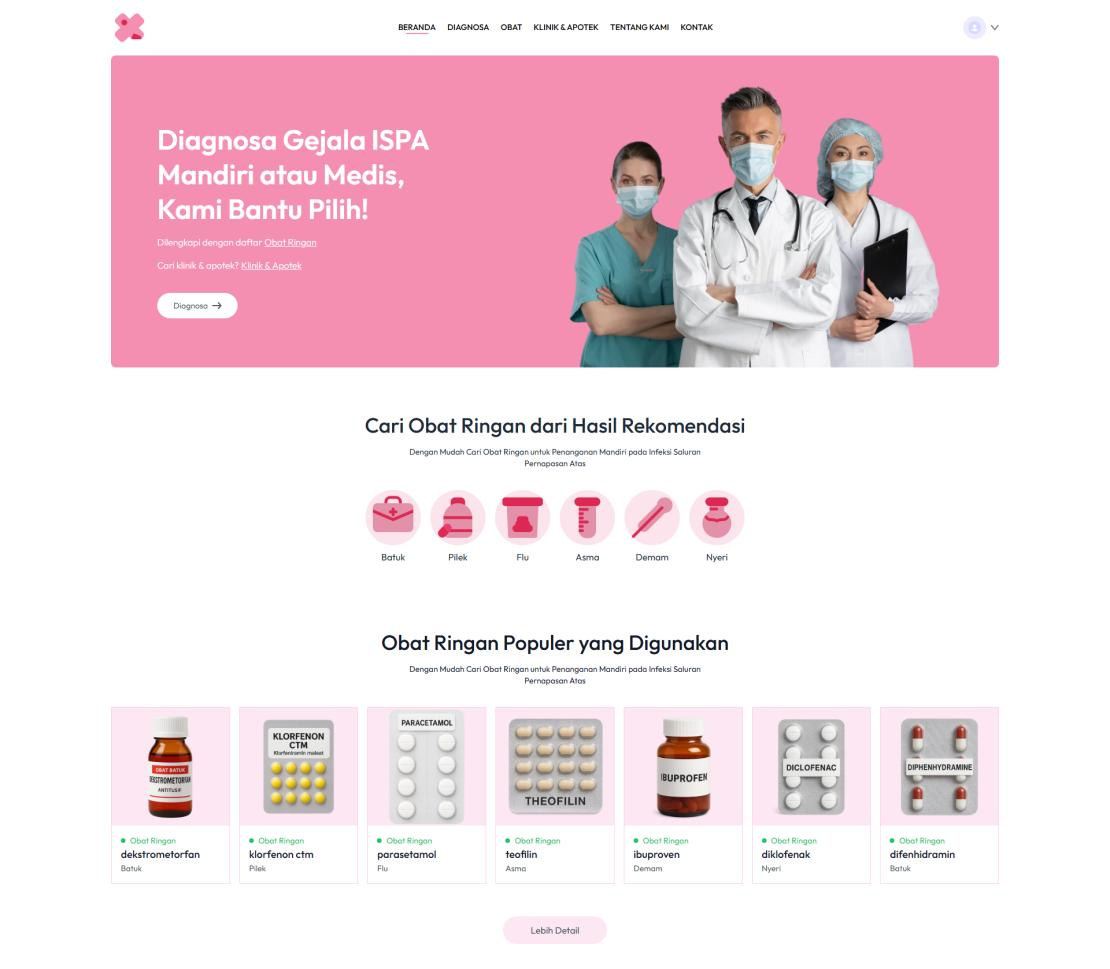 BERANDA DIAGNOSA OBAT KLINIK & APOTEK TENTANG KAMI KONTAK
Diagnosa Gejala ISPA
Mandiri atau Medis,
Kami Bantu Pilih!
Dilengkapi dengan daftar Obat Ringan
Cari klinik & apotek? Klinik & Apotek
Diagnosa
Cari Obat Ringan dari Hasil Rekomendasi
Dengan Mudah Cari Obat Ringan untuk Penanganan Mandiri pada Infeksi Saluran
Pernapasan Atas
Batuk Pilek Flu Asma Demam Nyeri
Obat Ringan Populer yang Digunakan
Dengan Mudah Cari Obat Ringan untuk Penanganan Mandiri pada Infeksi Saluran
Pernapasan Atas
OBAT BATUK
DEKSTROMETORFAN
ANTITUSIF
KLORFENON
CTM
Klorfeniramin maleat
PARACETAMOL
THEOFILIN
IBUPROFEN
DICLOFENAC
DIPHENHYDRAMINE
Obat Ringan Obat Ringan Obat Ringan Obat Ringan Obat Ringan Obat Ringan Obat Ringan
dekstrometorfan klorfenon ctm parasetamol teofilin ibuproven diklofenak difenhidramin
Batuk Pilek Flu Asma Demam Nyeri Batuk
Lebih Detail